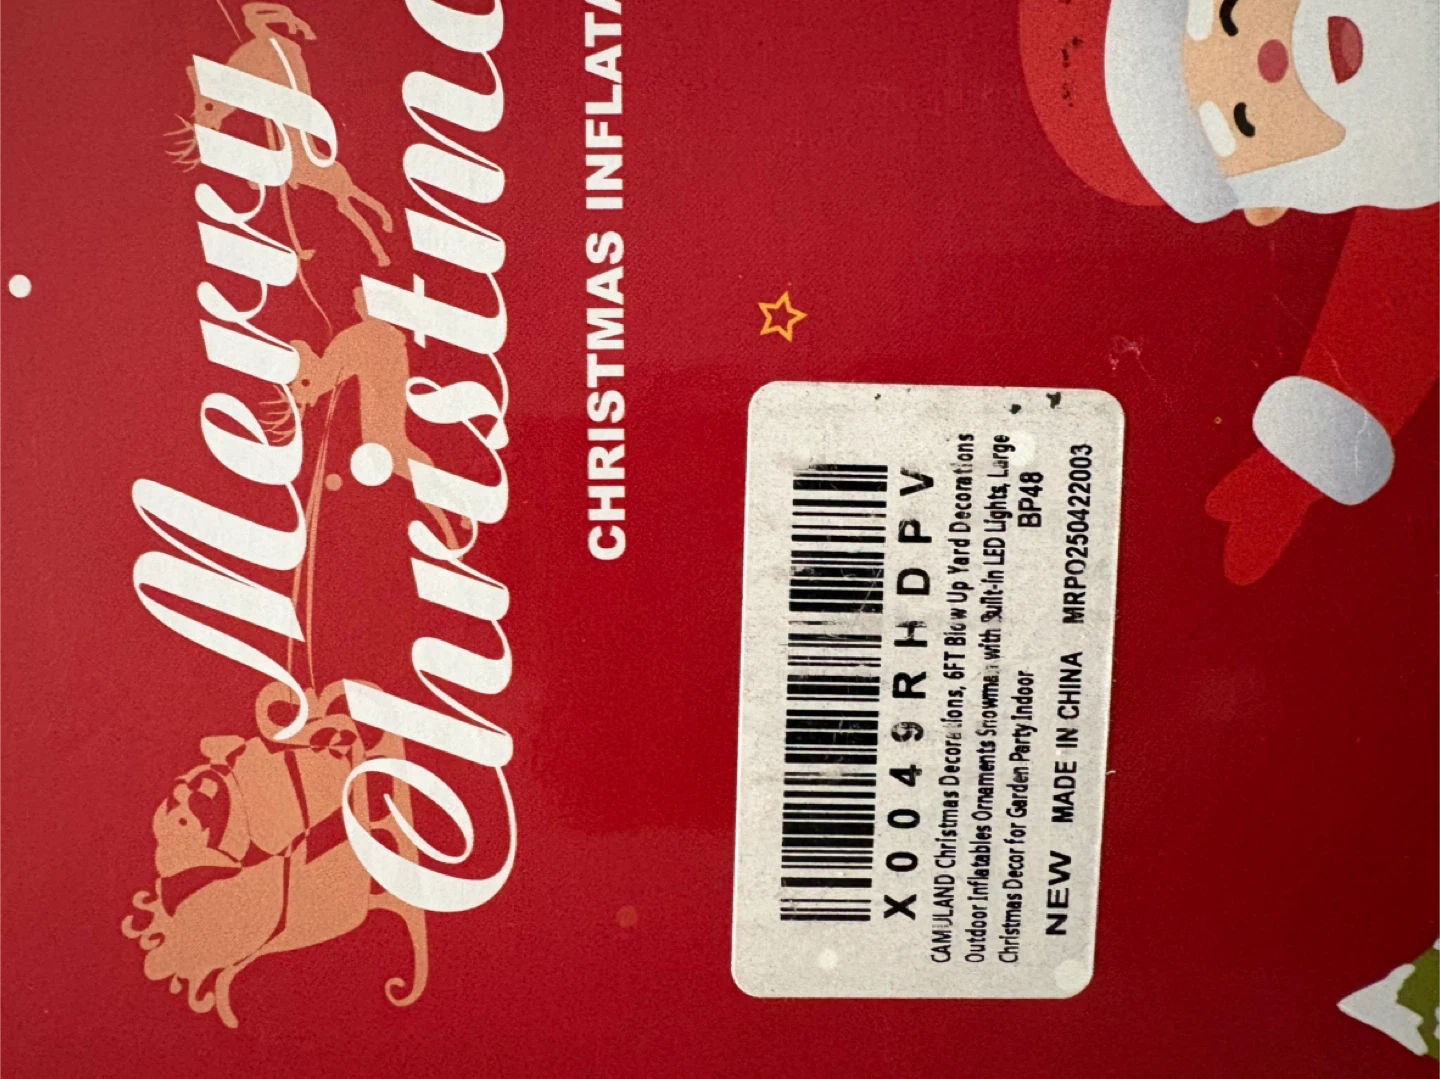 Merry
Christma
CHRISTMAS INFLATA
X0049RHDPV
CAMULAND Christmas Decorations, 6FT Blow Up Yard Decorations
Outdoor Inflatables Ornaments Snowman with Built-in LED Lights, Large
Christmas Decor for Garden Party Indoor
BP48
NEW MADE IN CHINA MRPO250422003